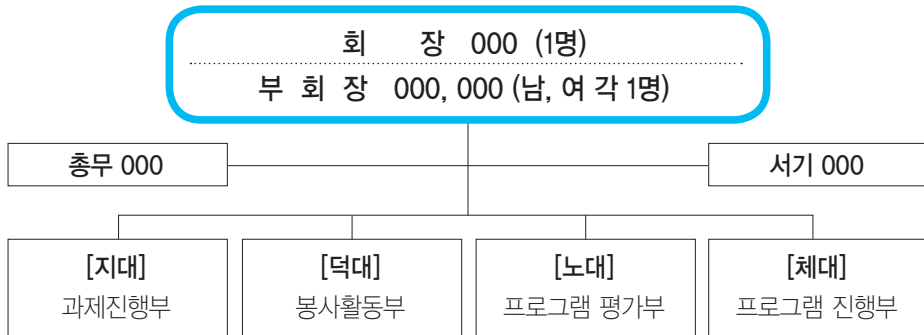 회 장 000 (1명)
부 회 장 000, 000 (남, 여 각 1명)
총무 000
서기 000
[지대]
과제진행부
[덕대]
봉사활동부
[노대]
프로그램 평가부
[체대]
프로그램 진행부